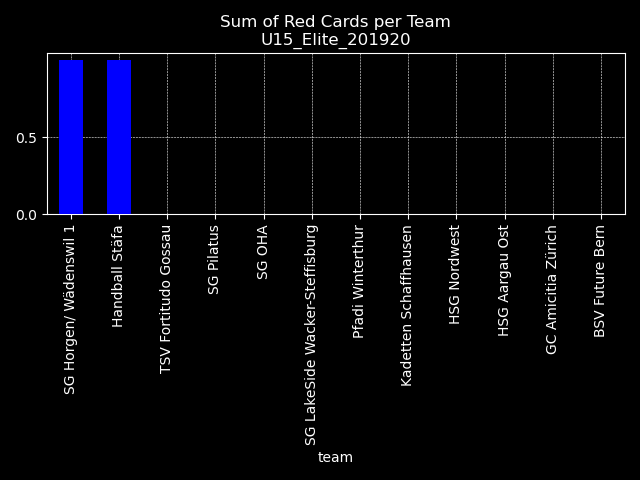 Sum of Red Cards per Team
U15_Elite_201920
0.5
0.0
SG Horgen/ Wädenswil 1
Handball Stäfa
TSV Fortitudo Gossau
SG Pilatus
SG OHA
SG LakeSide Wacker-Steffisburg
Pfadi Winterthur
Kadetten Schaffhausen
HSG Nordwest
HSG Aargau Ost
GC Amicitia Zürich
BSV Future Bern
team